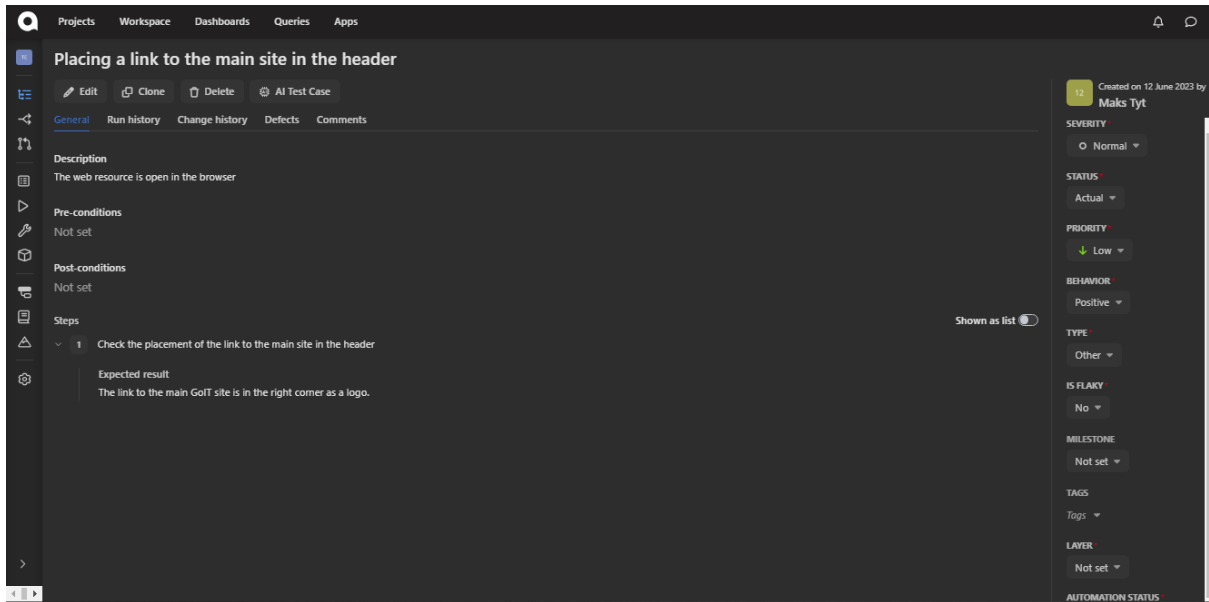 Projects Workspace Dashboards Queries Apps
Placing a link to the main site in the header
Edit Clone Delete AI Test Case
General Run history Change history Defects Comments
Description
The web resource is open in the browser
Pre-conditions
Not set
Post-conditions
Not set
Steps
Shown as list
1 Check the placement of the link to the main site in the header
Expected result
The link to the main GoIT site is in the right corner as a logo.
12
Created on 12 June 2023 by
Maks Tyt
SEVERITY *
Normal
STATUS *
Actual
PRIORITY *
Low
BEHAVIOR *
Positive
TYPE *
Other
IS FLAKY *
No
MILESTONE
Not set
TAGS
Tags
LAYER *
Not set
AUTOMATION STATUS *